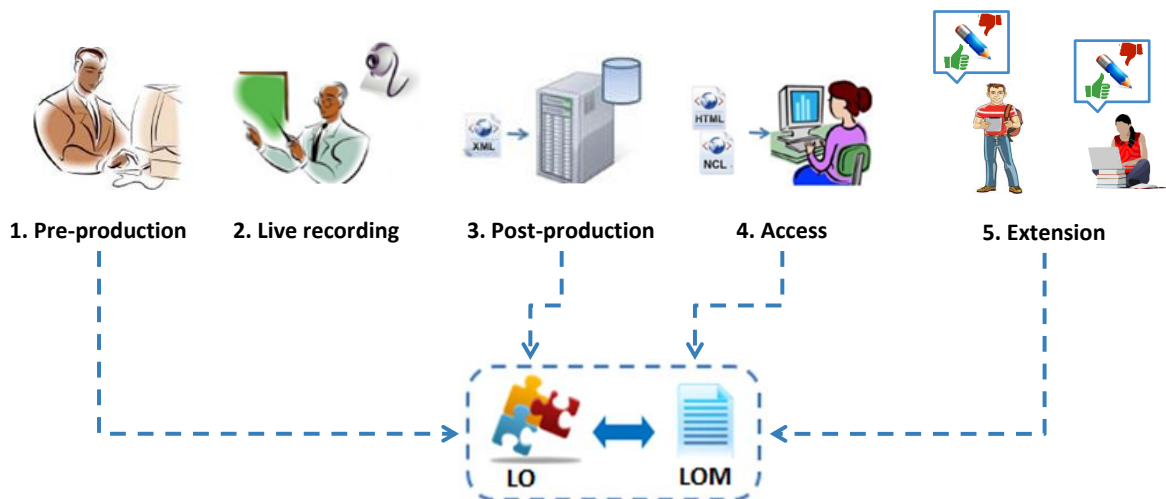 XML
HTML
NCL
1. Pre-production
2. Live recording
3. Post-production
4. Access
5. Extension
LO
LOM